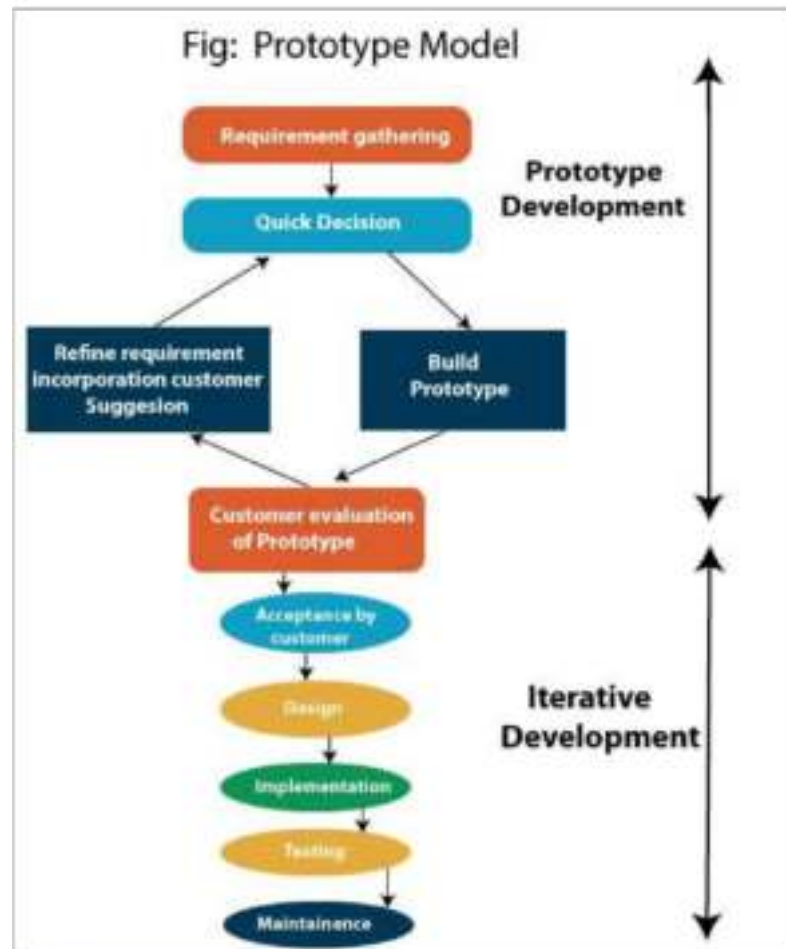 Fig: Prototype Model
Requirement gathering
Prototype
Development
Quick Decision
Refine requirement
incorporation customer
Suggesion
Build
Prototype
Customer evaluation
of Prototype
Acceptance by
customer
Design
Iterative
Development
Implementation
Testing
Maintainence